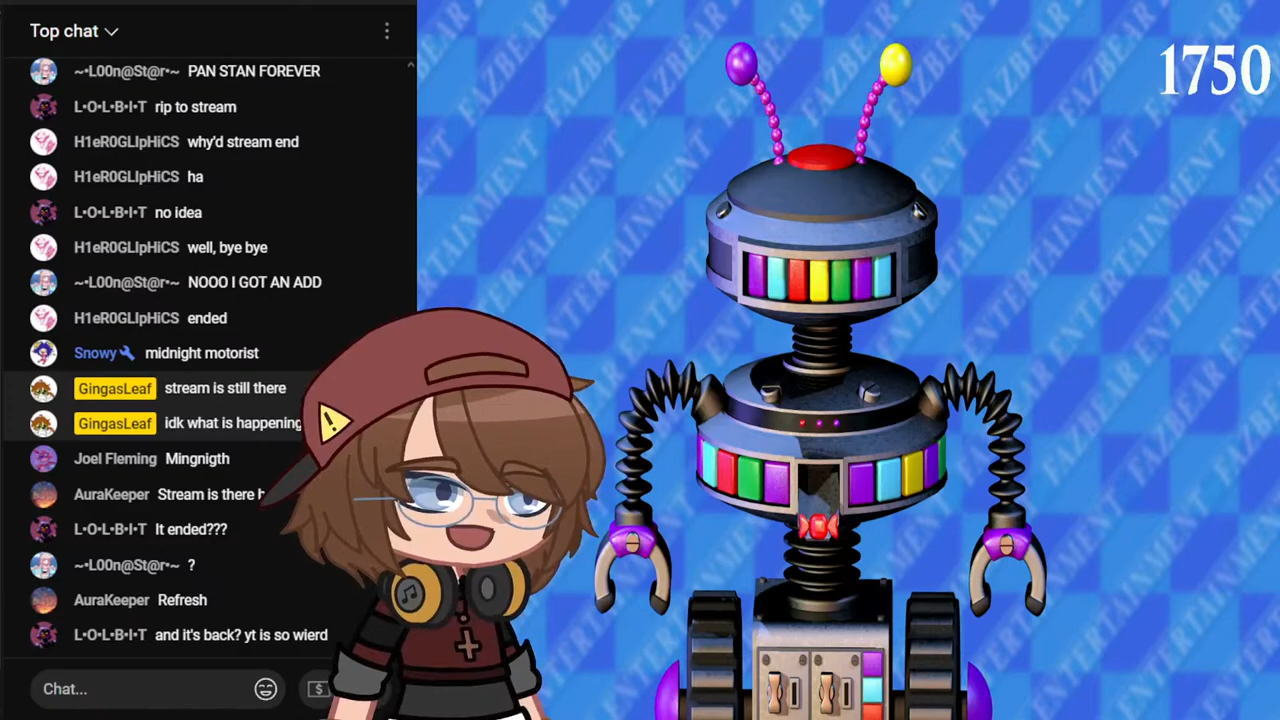 Top chat
~•L00n@St@r•~ PAN STAN FOREVER
L•O•L•B•I•T rip to stream
H1eR0GLIpHiCS why'd stream end
H1eR0GLIpHiCS ha
L•O•L•B•I•T no idea
H1eR0GLIpHiCS well, bye bye
~•L00n@St@r•~ NOOO I GOT AN ADD
H1eR0GLIpHiCS ended
Snowy midnight motorist
GingasLeaf stream is still there
GingasLeaf idk what is happening
Joel Fleming Mingnigth
AuraKeeper Stream is there
L•O•L•B•I•T It ended???
~•L00n@St@r•~ ?
AuraKeeper Refresh
L•O•L•B•I•T and it's back? yt is so wierd
Chat...
1750
FAZBEAR ENTERTAINMENT